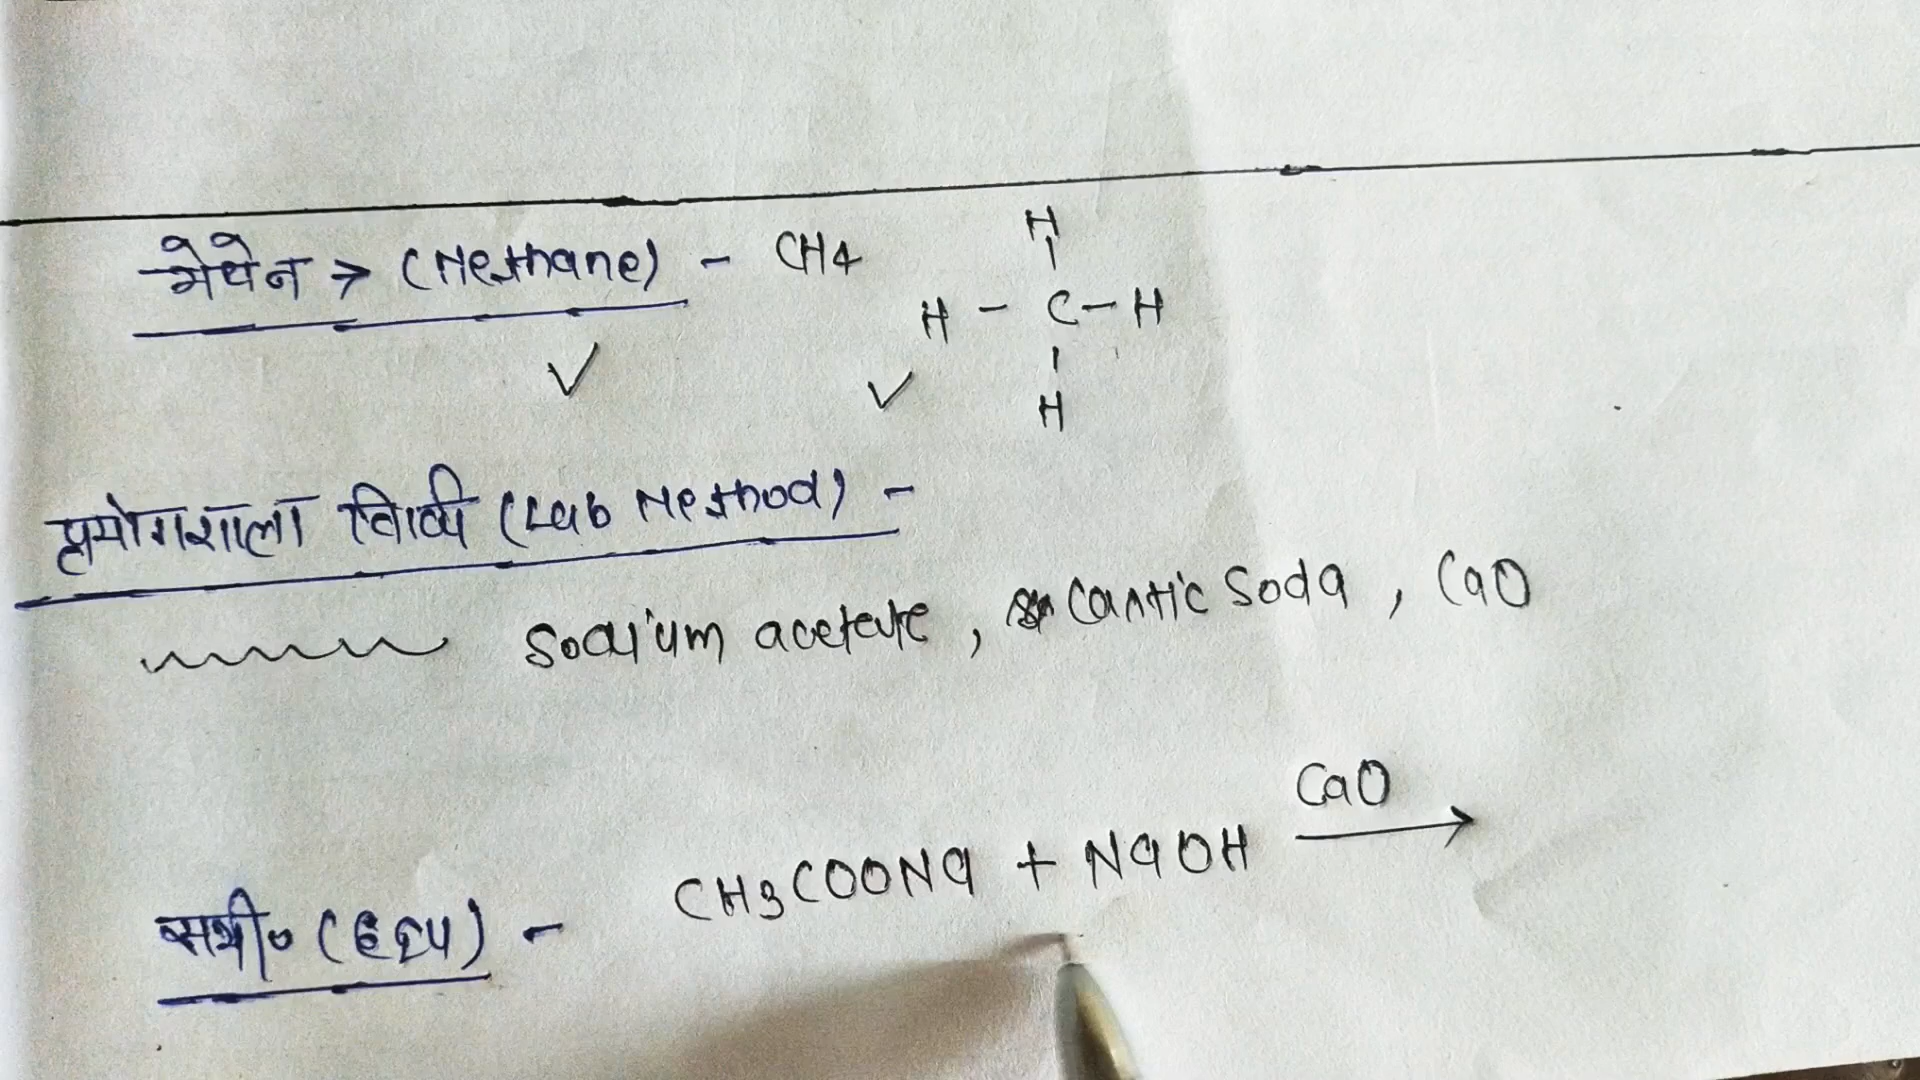 मेथेन → (Methane) - CH4
H
H - C - H
H
प्रयोगशाला विधि (Lab Method) -
Sodium acetate, Caustic Soda, CaO
CaO
समी० (Equ) - CH3COONa + NaOH →